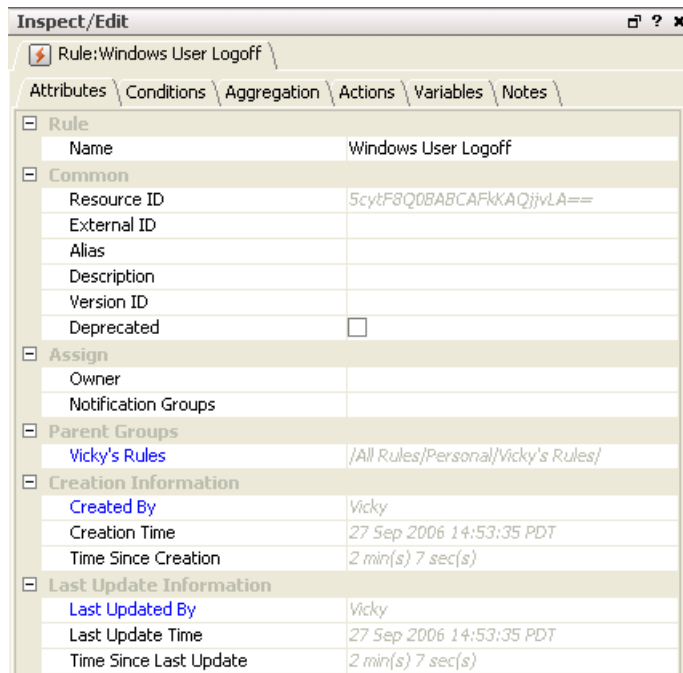 Inspect/Edit ? x
Rule:Windows User Logoff
Attributes Conditions Aggregation Actions Variables Notes
Rule
Name Windows User Logoff
Common
Resource ID 5cytF8Q0BABCAFkKAQjjvLA==
External ID
Alias
Description
Version ID
Deprecated
Assign
Owner
Notification Groups
Parent Groups
Vicky's Rules /All Rules/Personal/Vicky's Rules/
Creation Information
Created By Vicky
Creation Time 27 Sep 2006 14:53:35 PDT
Time Since Creation 2 min(s) 7 sec(s)
Last Update Information
Last Updated By Vicky
Last Update Time 27 Sep 2006 14:53:35 PDT
Time Since Last Update 2 min(s) 7 sec(s)